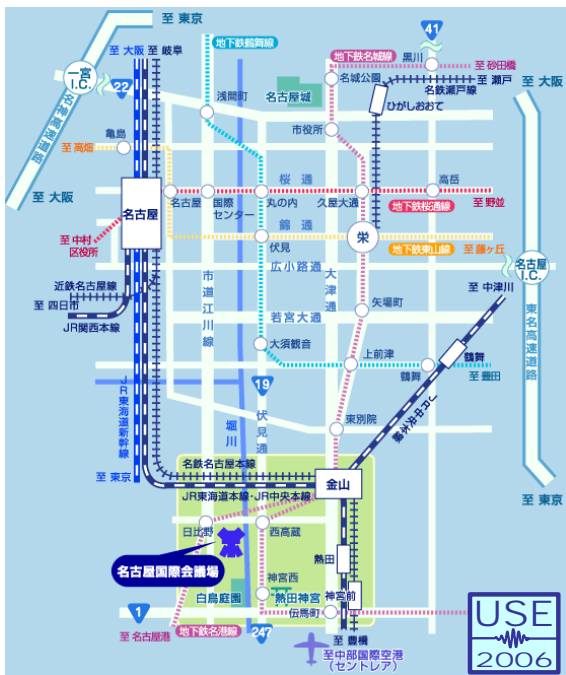 至 東京
至 大阪
至 岐阜
地下鉄鶴舞線
41
地下鉄名城線
黒川
至 砂田橋
一宮
I.C.
22
名城公園
至 瀬戸
名鉄瀬戸線
至 大阪
浅間町
名古屋城
ひがしおおて
亀島
市役所
至 高畑
桜通
高岳
至 大阪
名古屋
名古屋
国際
センター
丸の内
久屋大通
地下鉄桜通線
至 野並
錦通
栄
至 中村
区役所
伏見
地下鉄東山線
至 藤ヶ丘
名古屋
I.C.
広小路通
近鉄名古屋線
至 四日市
JR関西本線
市道江川線
大津通
至 中津川
矢場町
若宮大通
東名高速道路
大須観音
上前津
鶴舞
鶴舞
至 豊田
JR東海道新幹線
19
伏見通
堀川
JR中央本線
東別院
名鉄名古屋本線
至 東京
金山
JR東海道本線・JR中央本線
至 東京
日比野
西高蔵
名古屋国際会議場
熱田
神宮西
白鳥庭園
熱田神宮
神宮前
1
伝馬町
至 名古屋港
地下鉄名港線
247
至 豊橋
至中部国際空港
（セントレア）
USE
2006